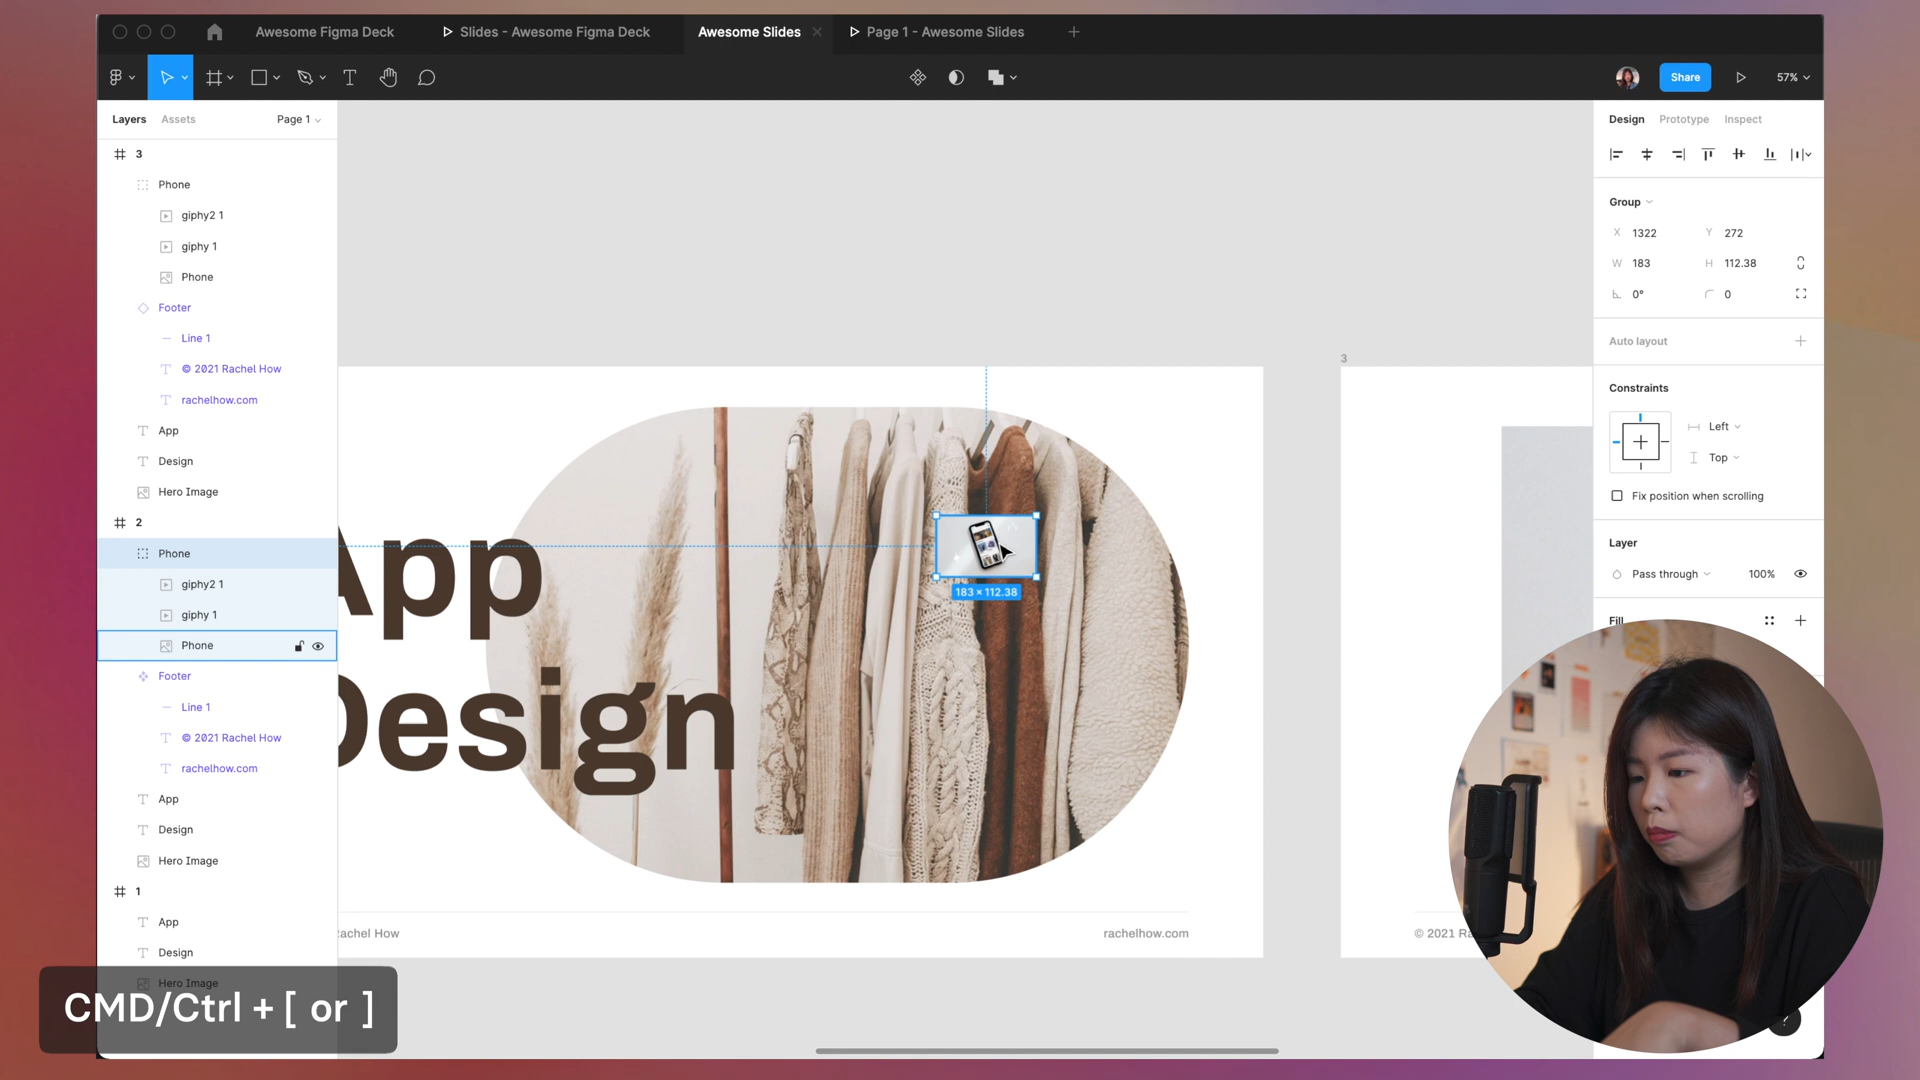 Awesome Figma Deck
Slides - Awesome Figma Deck
Awesome Slides
Page 1 - Awesome Slides
Share
57%
Layers
Assets
Page 1
3
Phone
giphy2 1
giphy 1
Phone
Footer
Line 1
© 2021 Rachel How
rachelhow.com
App
Design
Hero Image
2
Phone
giphy2 1
giphy 1
Phone
Footer
Line 1
© 2021 Rachel How
rachelhow.com
App
Design
Hero Image
1
App
Design
Hero Image
CMD/Ctrl + [ or ]
App
Design
183 × 112.38
Rachel How
rachelhow.com
3
© 2021 Ra
Design
Prototype
Inspect
Group
X 1322
Y 272
W 183
H 112.38
0°
0
Auto layout
Constraints
Left
Top
Fix position when scrolling
Layer
Pass through
100%
Fill
?